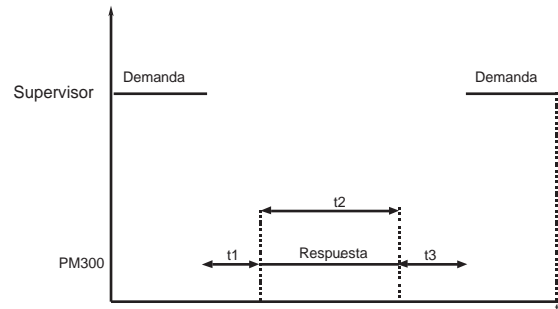 Demanda Demanda
Supervisor
t2
t1 Respuesta t3
PM300